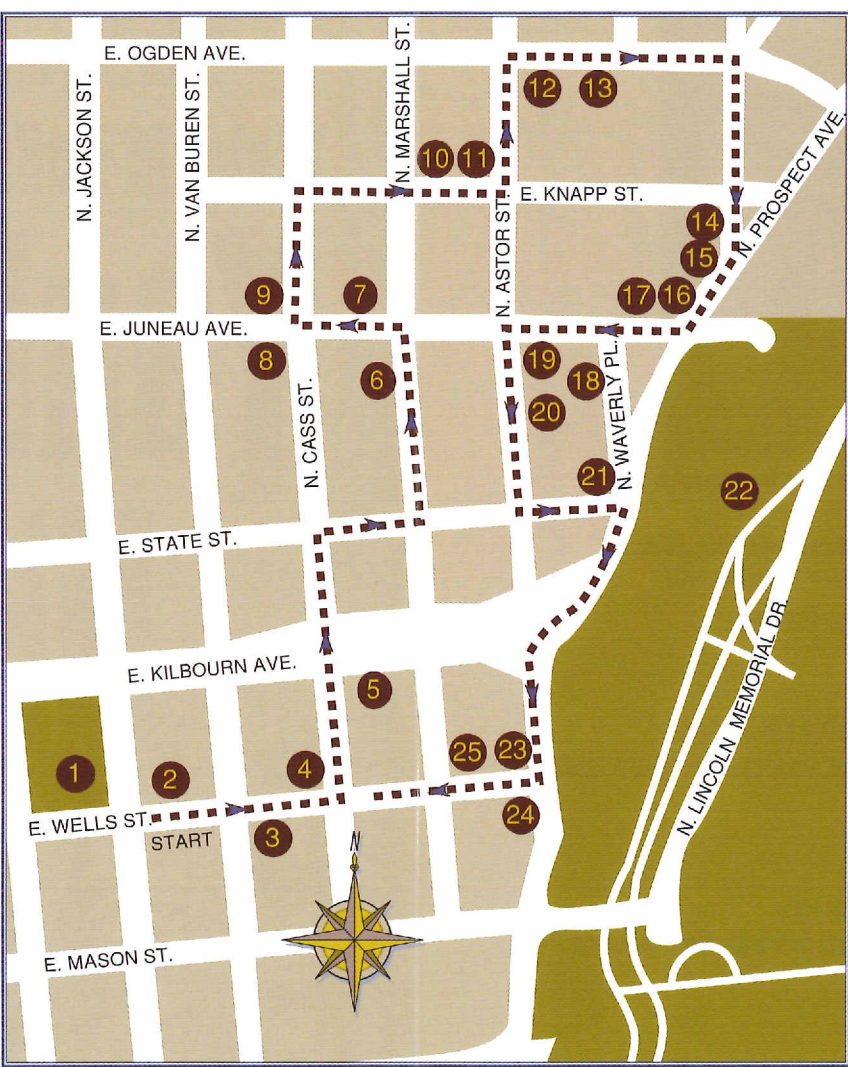 E. OGDEN AVE.
N. MARSHALL ST.
N. JACKSON ST.
N. VAN BUREN ST.
12
13
10
11
N. PROSPECT AVE.
E. KNAPP ST.
N. ASTOR ST.
14
15
9
7
17
16
E. JUNEAU AVE.
8
6
19
18
N. WAVERLY PL.
20
N. CASS ST.
21
22
E. STATE ST.
N. LINCOLN MEMORIAL DR.
E. KILBOURN AVE.
5
1
2
4
25
23
E. WELLS ST.
START
3
24
N
E. MASON ST.